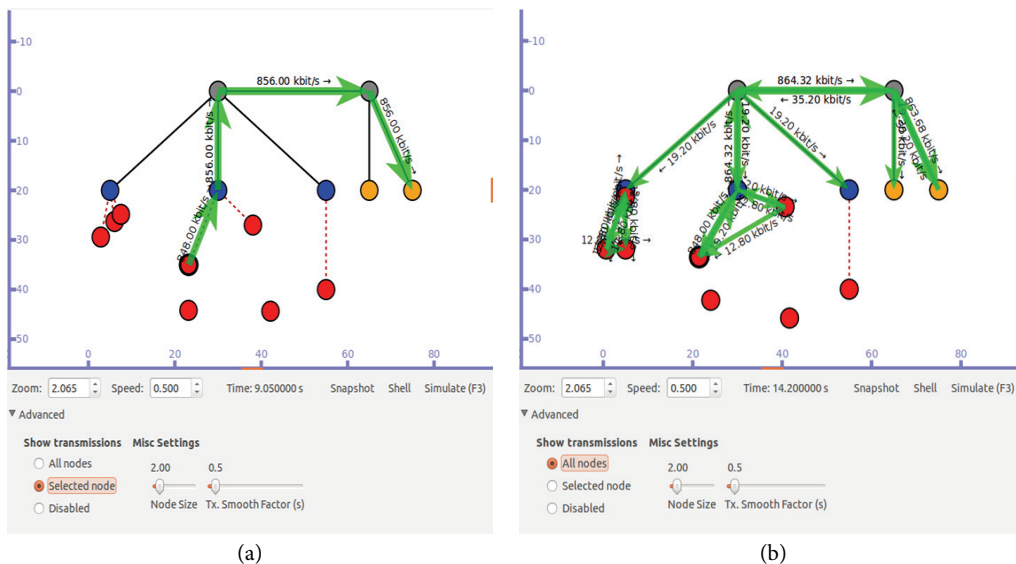 -10
0
10
20
30
40
50
856.00 kbit/s →
856.00 kbit/s→
856.00 kbit/s→
848.00 kbit/s→
0
20
40
60
80
Zoom:
2.065
Speed:
0.500
Time: 9.050000 s
Snapshot
Shell
Simulate (F3)
Advanced
Show transmissions
Misc Settings
All nodes
Selected node
Disabled
2.00
0.5
Node Size
Tx. Smooth Factor (s)
(a)
-10
0
10
20
30
40
50
864.32 kbit/s →
← 35.20 kbit/s
← 19.20 kbit/s
19.20 kbit/s →
864.32 kbit/s
19.20 kbit/s→
863.68 kbit/s→
848.00 kbit/s
← 12.80 kbit/s
0
20
40
60
80
Zoom:
2.065
Speed:
0.500
Time: 14.200000 s
Snapshot
Shell
Simulate (F3)
Advanced
Show transmissions
Misc Settings
All nodes
Selected node
Disabled
2.00
0.5
Node Size
Tx. Smooth Factor (s)
(b)